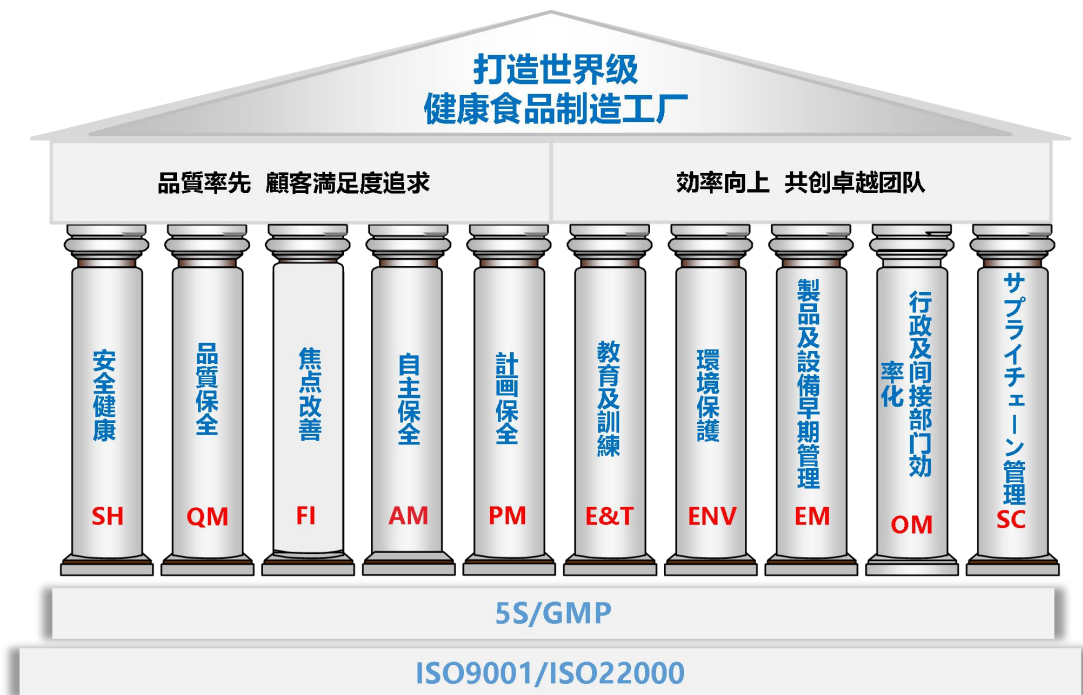 打造世界级
健康食品制造工厂
品質率先 顧客満足度追求
効率向上 共创卓越团队
安全健康
SH
品質保全
QM
焦点改善
FI
自主保全
AM
計画保全
PM
教育及訓練
E&T
環境保護
ENV
製品及設備早期管理
EM
行政及间接部门効
率化
OM
サプライチェーン管理
SC
5S/GMP
ISO9001/ISO22000